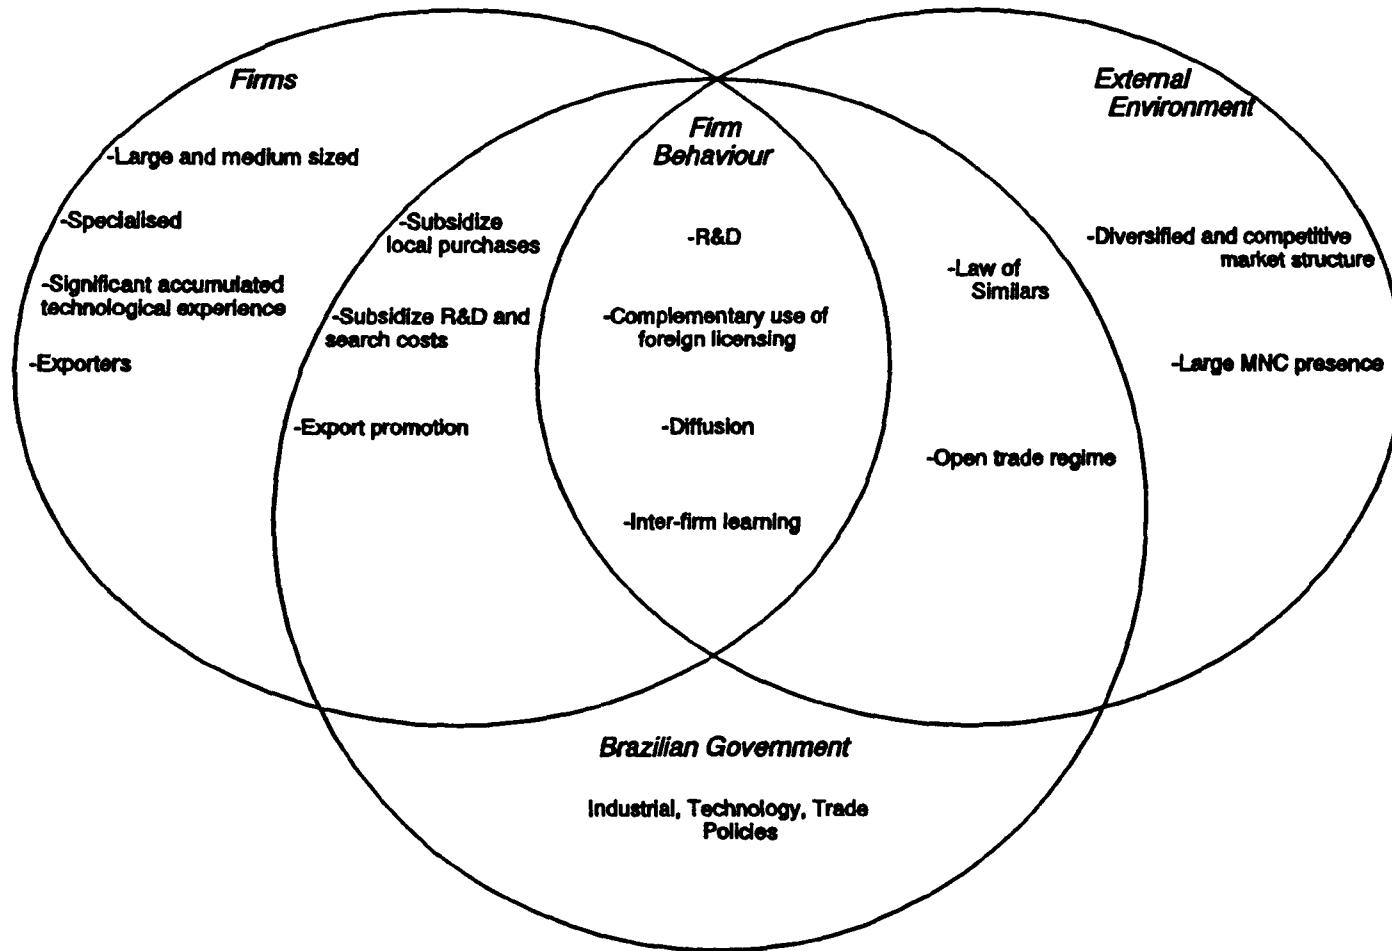 Firms
-Large and medium sized
-Specialised
-Significant accumulated
technological experience
-Exporters
-Subsidize
local purchases
-Subsidize R&D and
search costs
-Export promotion
Firm
Behaviour
-R&D
-Complementary use of
foreign licensing
-Diffusion
-Inter-firm learning
-Law of
Similars
-Open trade regime
External
Environment
-Diversified and competitive
market structure
-Large MNC presence
Brazilian Government
Industrial, Technology, Trade
Policies